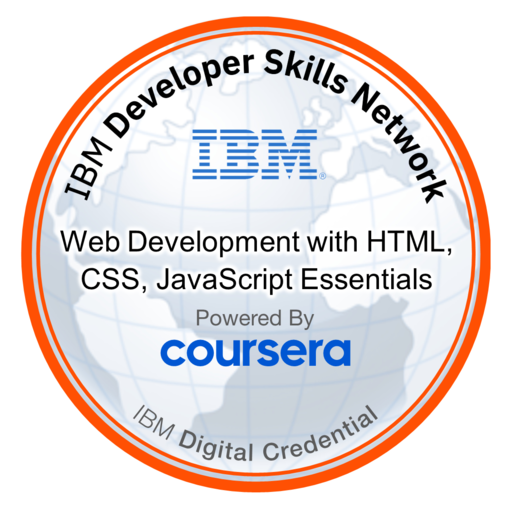 IBM Developer Skills Network
IBM®
Web Development with HTML,
CSS, JavaScript Essentials
Powered By
coursera
IBM Digital Credential